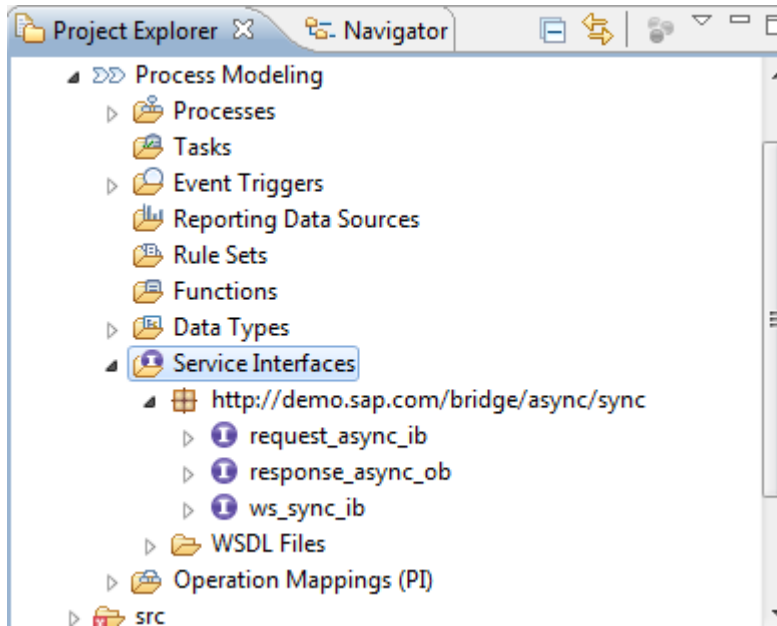 Project Explorer Navigator
Process Modeling
Processes
Tasks
Event Triggers
Reporting Data Sources
Rule Sets
Functions
Data Types
Service Interfaces
http://demo.sap.com/bridge/async/sync
request_async_ib
response_async_ob
ws_sync_ib
WSDL Files
Operation Mappings (PI)
src